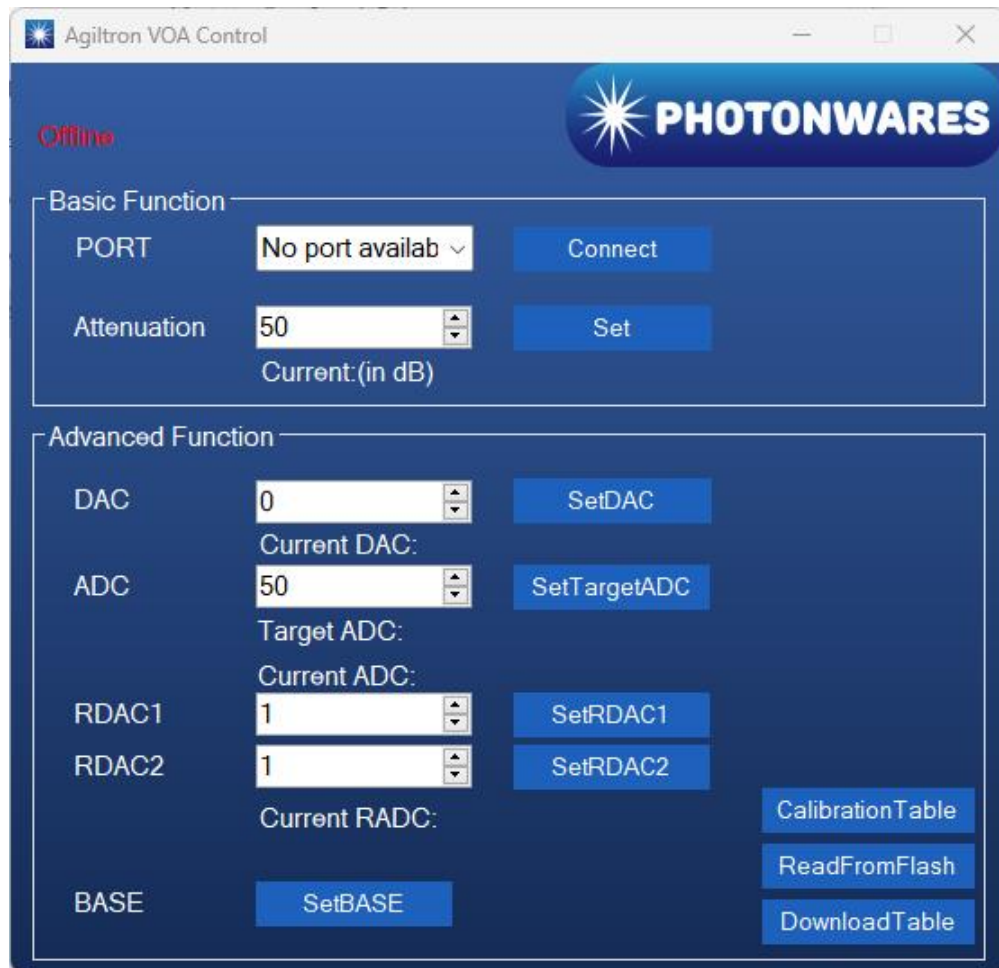 Agiltron VOA Control
PHOTONWARES
Offline
Basic Function
PORT No port availab Connect
Attenuation 50 Set
Current:(in dB)
Advanced Function
DAC 0 SetDAC
Current DAC:
ADC 50 SetTargetADC
Target ADC:
Current ADC:
RDAC1 1 SetRDAC1
RDAC2 1 SetRDAC2
Current RADC:
CalibrationTable
ReadFromFlash
BASE SetBASE
DownloadTable